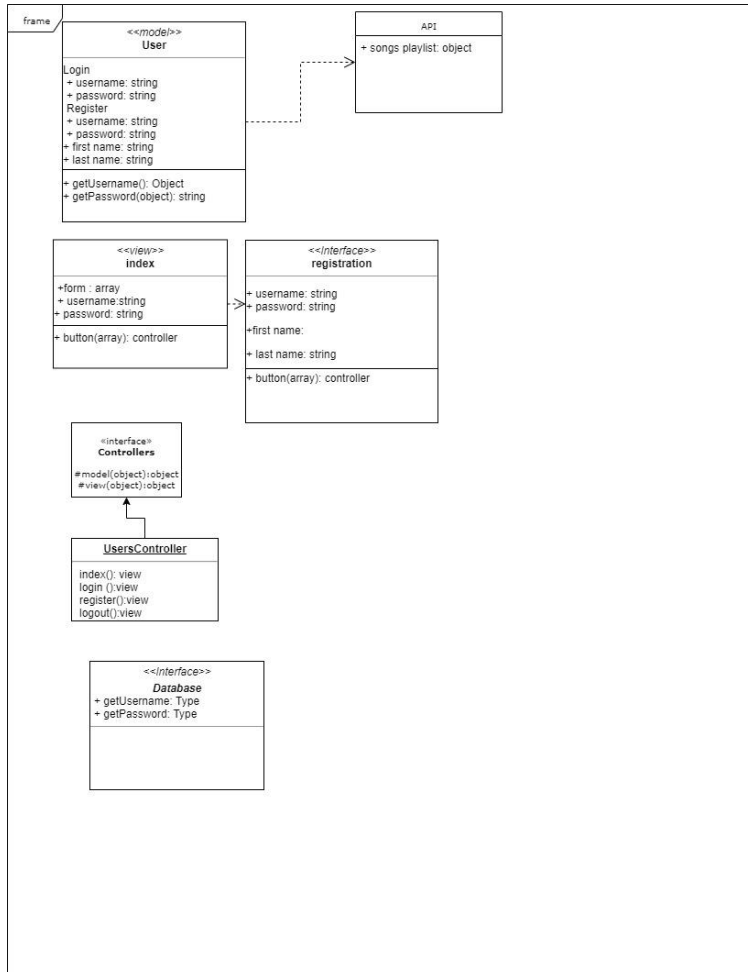 frame
<<model>>
User
Login
+ username: string
+ password: string
Register
+ username: string
+ password: string
+ first name: string
+ last name: string
+ getUsername(): Object
+ getPassword(object): string
API
+ songs playlist: object
<<view>>
index
+form : array
+ username:string
+ password: string
+ button(array): controller
<<Interface>>
registration
+ username: string
+ password: string
+first name:
+ last name: string
+ button(array): controller
«interface»
Controllers
#model(object):object
#view(object):object
UsersController
index(): view
login ():view
register():view
logout():view
<<Interface>>
Database
+ getUsername: Type
+ getPassword: Type